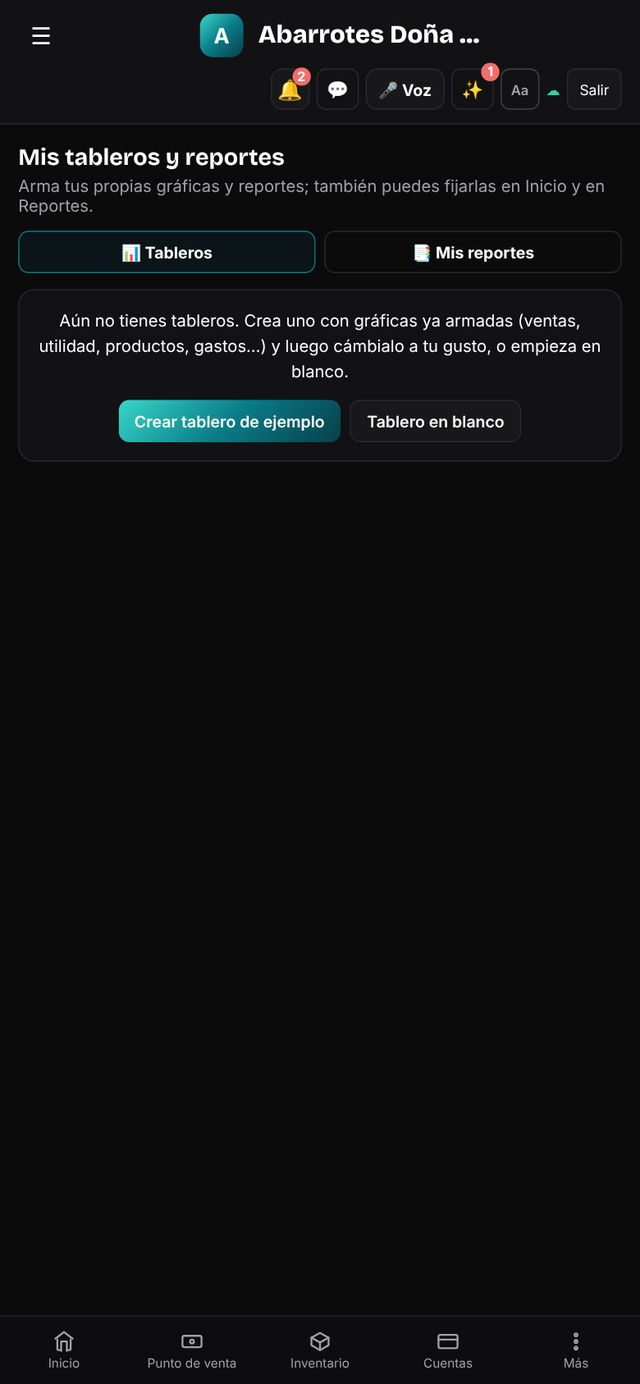 ☰
A
Abarrotes Doña ...
🔔 2
💬
🎤 Voz
✨ 1
Aa
☁
Salir
Mis tableros y reportes
Arma tus propias gráficas y reportes; también puedes fijarlas en Inicio y en
Reportes.
📊 Tableros
📑 Mis reportes
Aún no tienes tableros. Crea uno con gráficas ya armadas (ventas,
utilidad, productos, gastos...) y luego cámbialo a tu gusto, o empieza en
blanco.
Crear tablero de ejemplo
Tablero en blanco
Inicio
Punto de venta
Inventario
Cuentas
Más